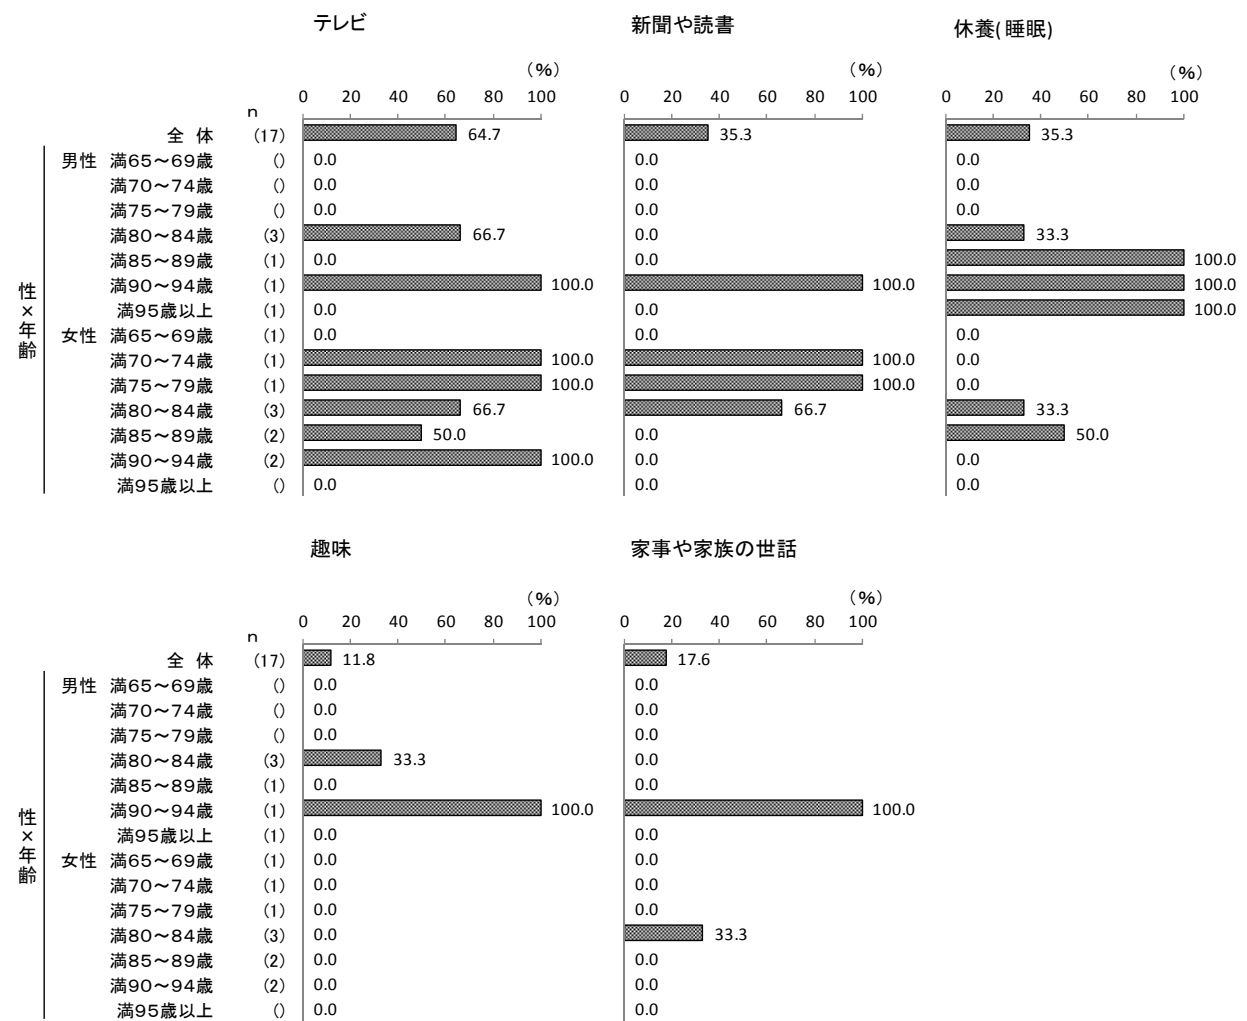 テレビ 新聞や読書 休養(睡眠)
(%) (%) (%)
n 0 20 40 60 80 100 0 20 40 60 80 100 0 20 40 60 80 100
全 体 (17) 64.7 35.3 35.3
男性 満65～69歳 () 0.0 0.0 0.0
満70～74歳 () 0.0 0.0 0.0
満75～79歳 () 0.0 0.0 0.0
満80～84歳 (3) 66.7 0.0 33.3
満85～89歳 (1) 0.0 0.0 100.0
満90～94歳 (1) 100.0 100.0 100.0
満95歳以上 (1) 0.0 0.0 100.0
女性 満65～69歳 (1) 0.0 0.0 0.0
満70～74歳 (1) 100.0 100.0 0.0
満75～79歳 (1) 100.0 100.0 0.0
満80～84歳 (3) 66.7 66.7 33.3
満85～89歳 (2) 50.0 0.0 50.0
満90～94歳 (2) 100.0 0.0 0.0
満95歳以上 () 0.0 0.0 0.0
性×年齢
趣味 家事や家族の世話
(%) (%)
n 0 20 40 60 80 100 0 20 40 60 80 100
全 体 (17) 11.8 17.6
男性 満65～69歳 () 0.0 0.0
満70～74歳 () 0.0 0.0
満75～79歳 () 0.0 0.0
満80～84歳 (3) 33.3 0.0
満85～89歳 (1) 0.0 0.0
満90～94歳 (1) 100.0 100.0
満95歳以上 (1) 0.0 0.0
女性 満65～69歳 (1) 0.0 0.0
満70～74歳 (1) 0.0 0.0
満75～79歳 (1) 0.0 0.0
満80～84歳 (3) 0.0 33.3
満85～89歳 (2) 0.0 0.0
満90～94歳 (2) 0.0 0.0
満95歳以上 () 0.0 0.0
性×年齢